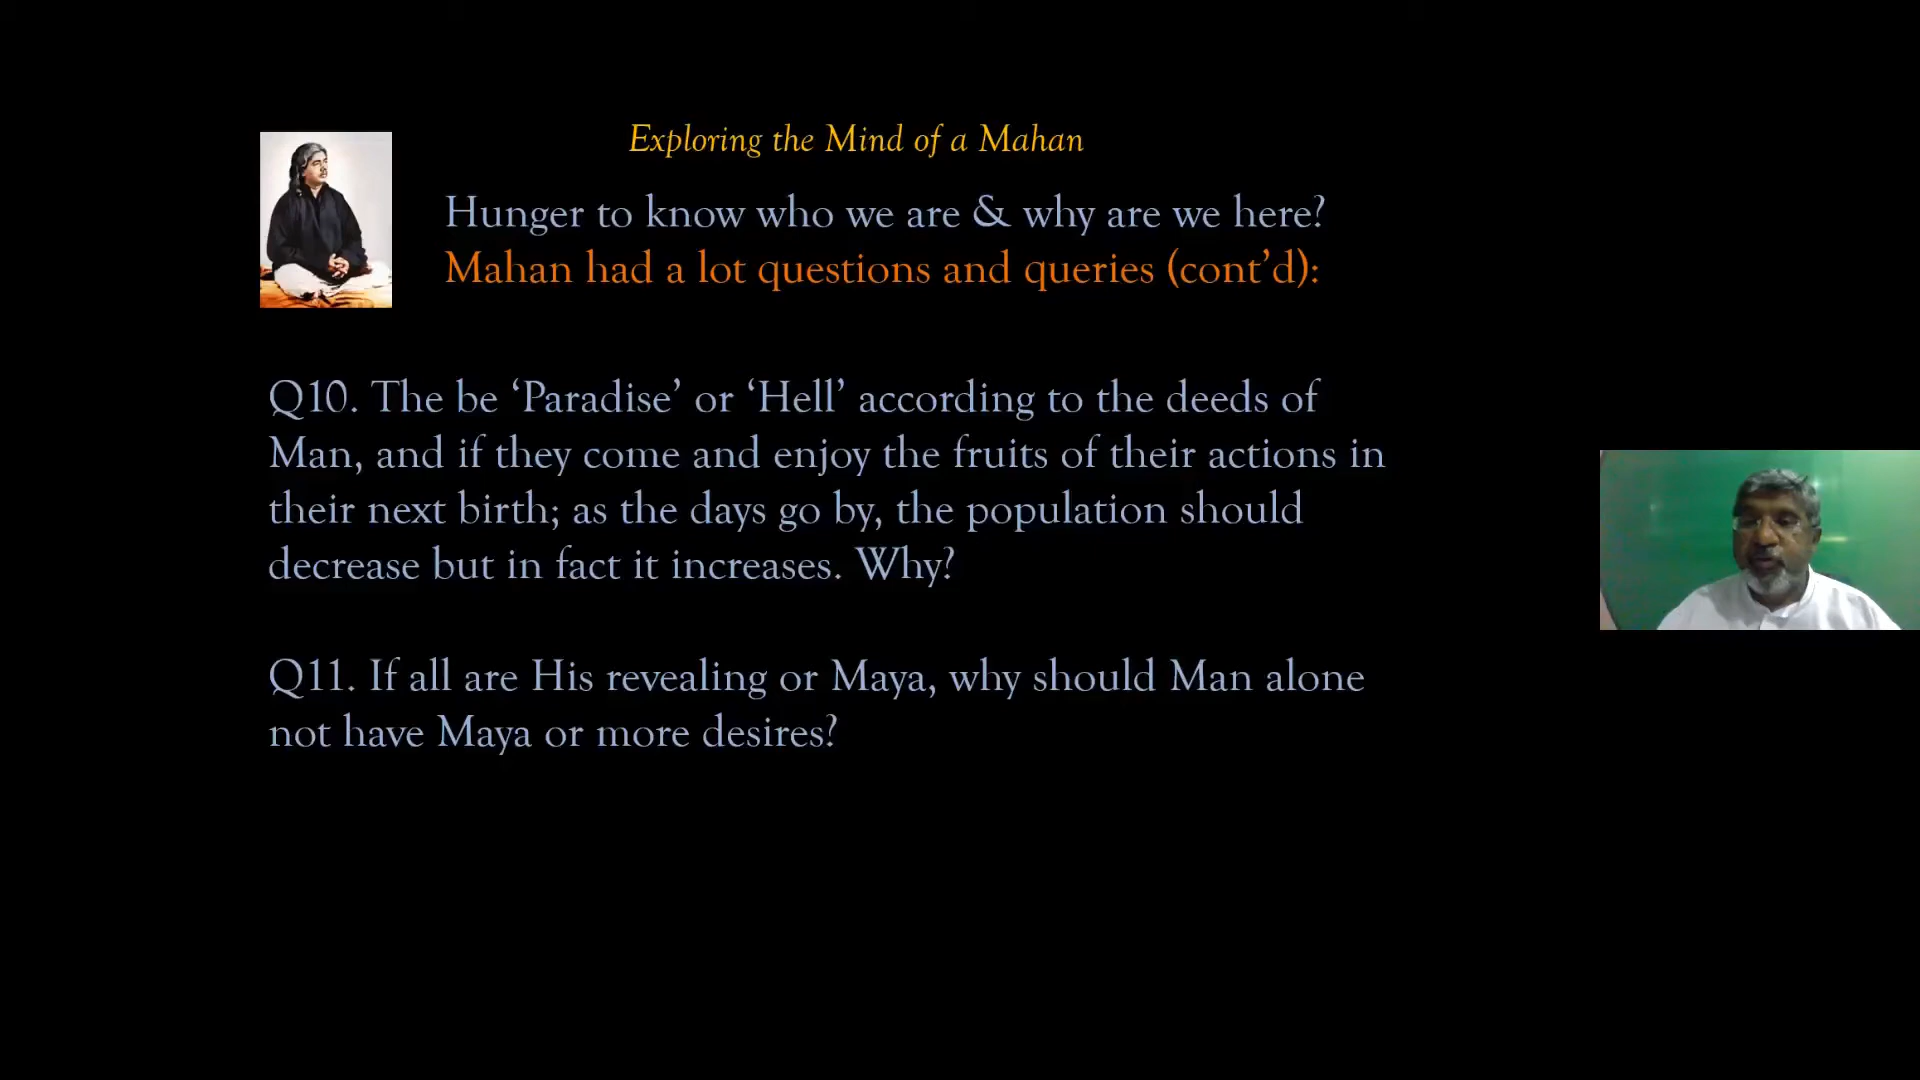 Exploring the Mind of a Mahan
Hunger to know who we are & why are we here?
Mahan had a lot questions and queries (cont’d):
Q10. The be ‘Paradise’ or ‘Hell’ according to the deeds of
Man, and if they come and enjoy the fruits of their actions in
their next birth; as the days go by, the population should
decrease but in fact it increases. Why?
Q11. If all are His revealing or Maya, why should Man alone
not have Maya or more desires?